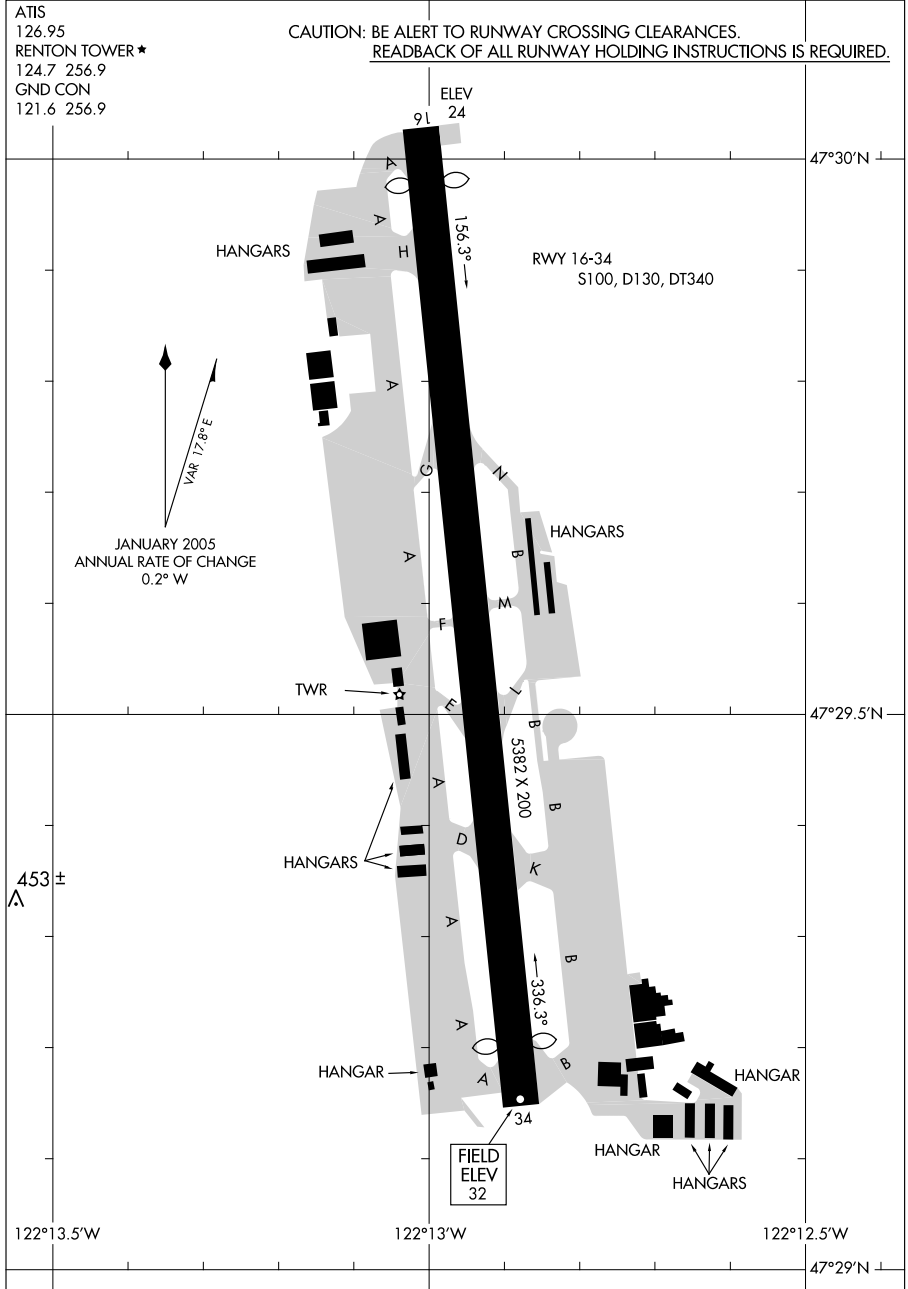 ATIS
126.95
RENTON TOWER★
124.7 256.9
GND CON
121.6 256.9
CAUTION: BE ALERT TO RUNWAY CROSSING CLEARANCES.
READBACK OF ALL RUNWAY HOLDING INSTRUCTIONS IS REQUIRED.
ELEV
24
16
47°30'N
A
A
H
156.3°
HANGARS
RWY 16-34
S100, D130, DT340
A
VAR 17.8° E
G
N
JANUARY 2005
ANNUAL RATE OF CHANGE
0.2° W
HANGARS
A
B
M
F
TWR
E
L
47°29.5'N
B
5382 X 200
A
B
D
HANGARS
K
453 ±
A
B
336.3°
A
HANGAR
A
B
HANGAR
34
FIELD
ELEV
32
HANGAR
HANGARS
122°13.5'W
122°13'W
122°12.5'W
47°29'N